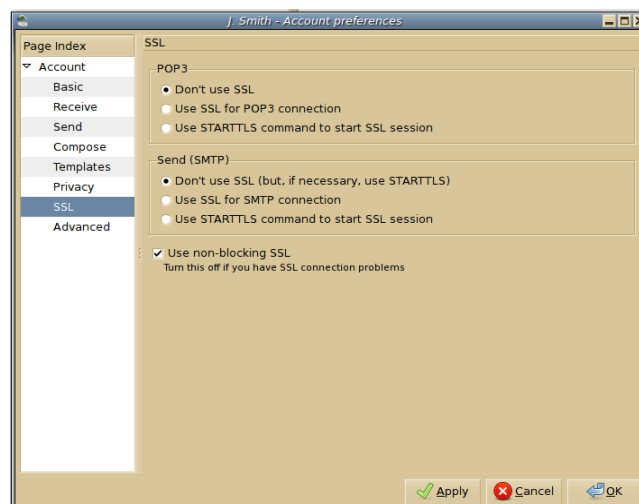 J. Smith - Account preferences
Page Index
Account
Basic
Receive
Send
Compose
Templates
Privacy
SSL
Advanced
SSL
POP3
Don't use SSL
Use SSL for POP3 connection
Use STARTTLS command to start SSL session
Send (SMTP)
Don't use SSL (but, if necessary, use STARTTLS)
Use SSL for SMTP connection
Use STARTTLS command to start SSL session
Use non-blocking SSL
Turn this off if you have SSL connection problems
Apply
Cancel
OK